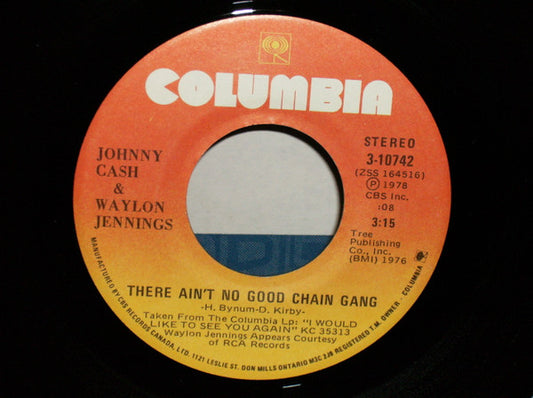 COLUMBIA
JOHNNY
CASH
&
WAYLON
JENNINGS
STEREO
3-10742
(ZSS 164516)
Ⓟ 1978
CBS Inc.
:08
3:15
Tree
Publishing
Co., Inc.
(BMI) 1976
THERE AIN'T NO GOOD CHAIN GANG
-H. Bynum-D. Kirby-
Taken From The Columbia Lp: "I WOULD
LIKE TO SEE YOU AGAIN" KC 35313
Waylon Jennings Appears Courtesy
of RCA Records
MANUFACTURED BY CBS RECORDS CANADA, LTD. 1121 LESLIE ST. DON MILLS ONTARIO M3C 2J9 REGISTERED T.M. OWNER - COLUMBIA